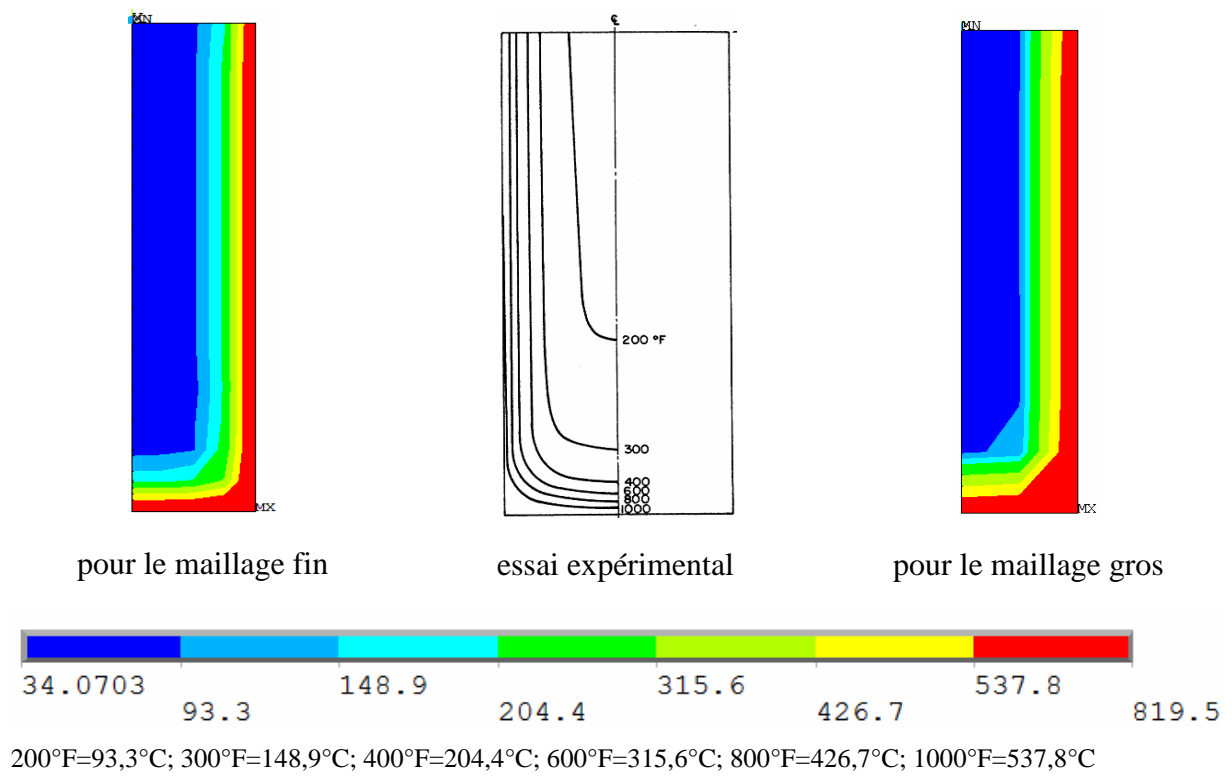 MN
℄
MN
200 °F
300
400
600
800
1000
MX
MX
pour le maillage fin
essai expérimental
pour le maillage gros
34.0703
148.9
315.6
537.8
93.3
204.4
426.7
819.5
200°F=93,3°C; 300°F=148,9°C; 400°F=204,4°C; 600°F=315,6°C; 800°F=426,7°C; 1000°F=537,8°C